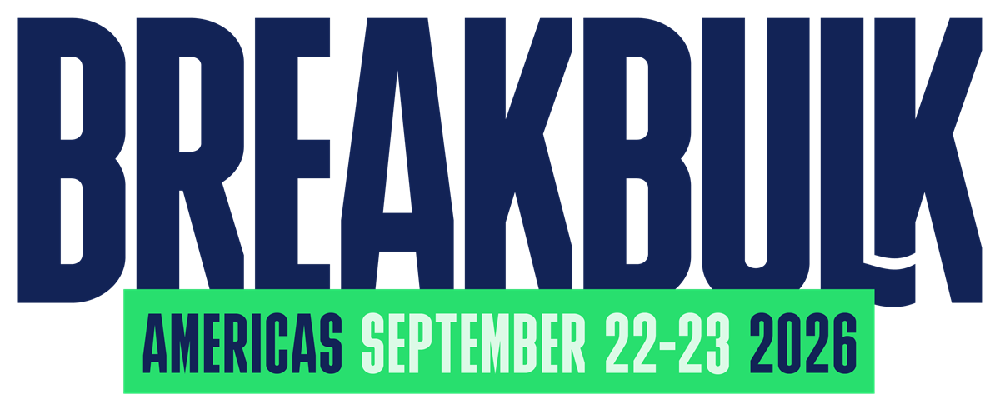 BREAKBULK
AMERICAS SEPTEMBER 22-23 2026